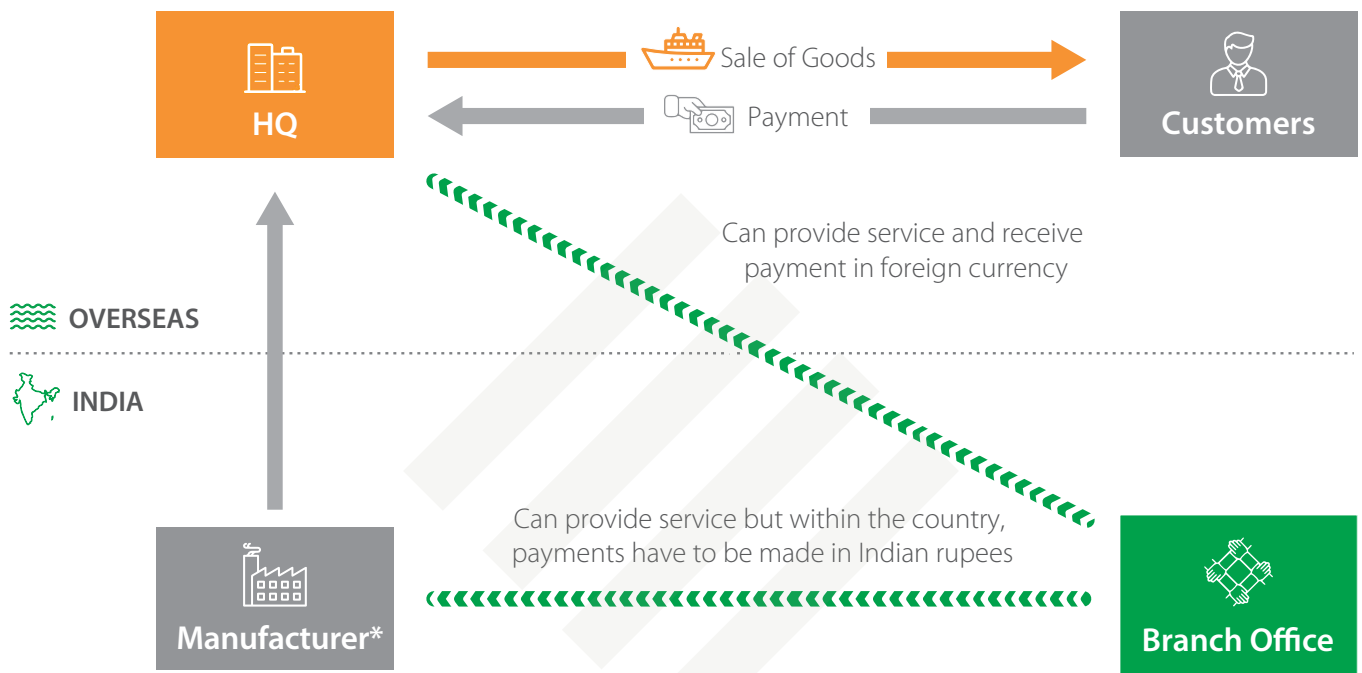 HQ
Sale of Goods
Payment
Customers
Can provide service and receive
payment in foreign currency
OVERSEAS
INDIA
Can provide service but within the country,
payments have to be made in Indian rupees
Manufacturer*
Branch Office